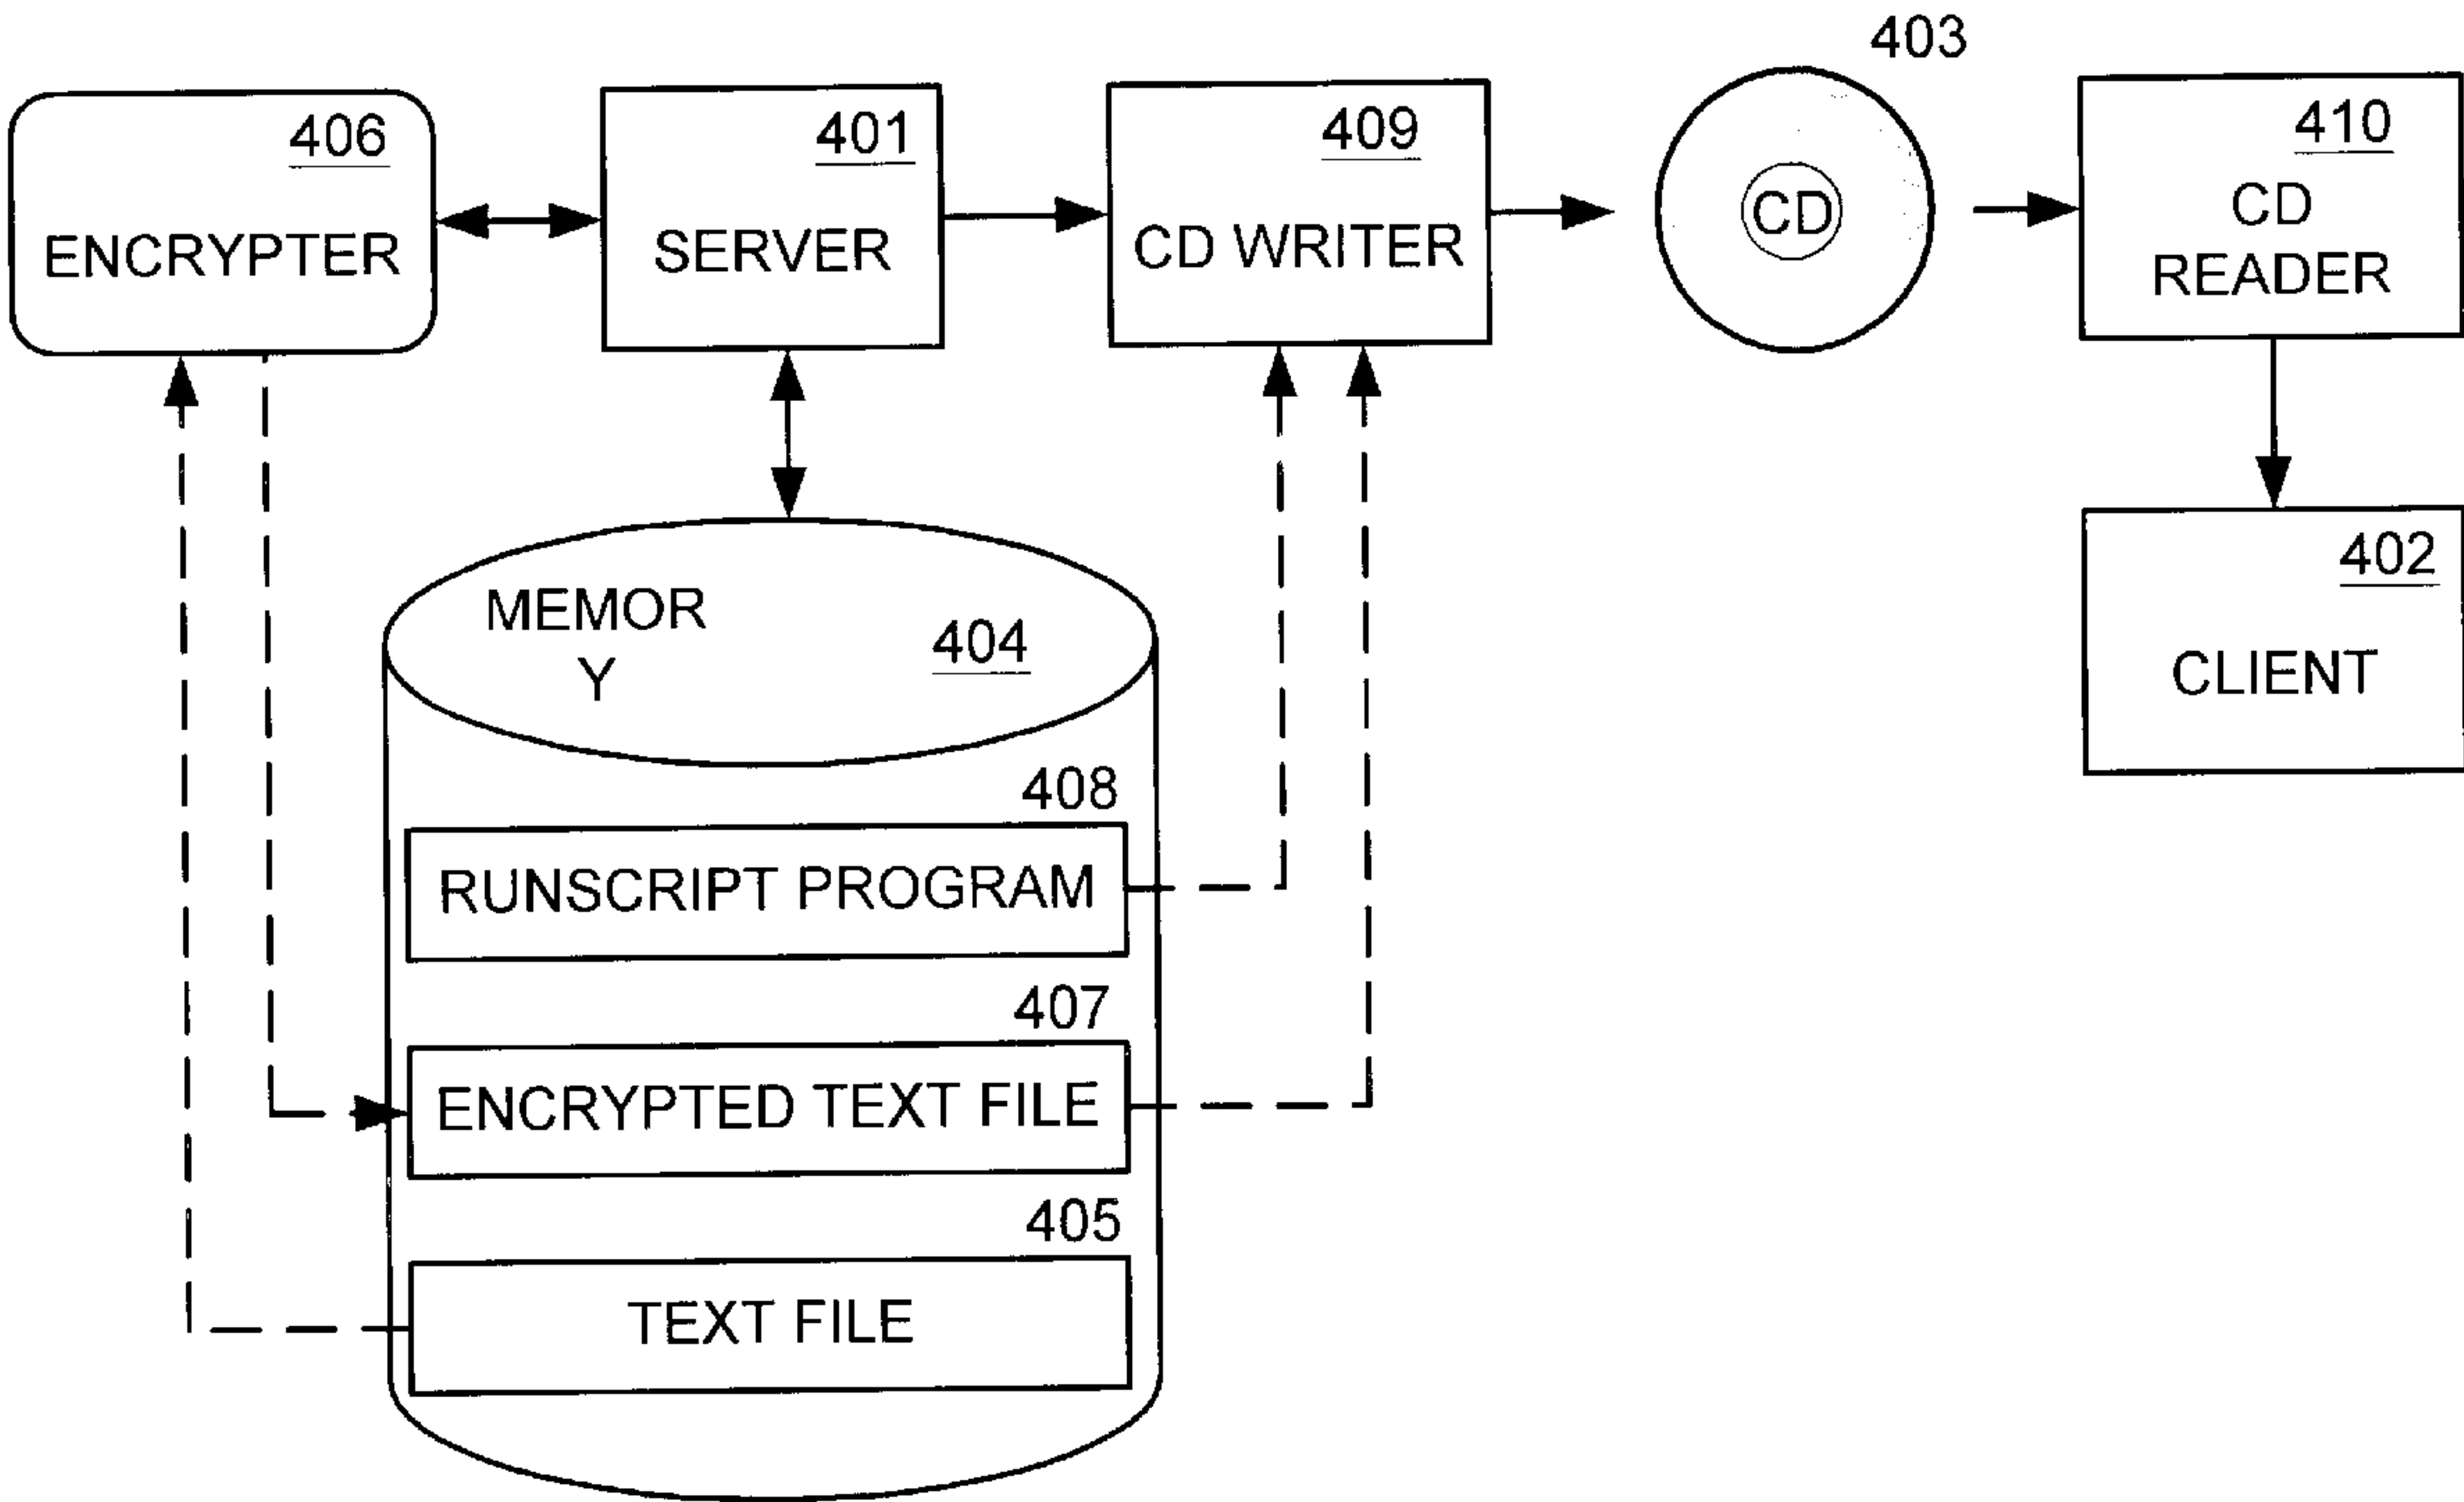 403
406
ENCRYPTER
401
SERVER
409
CD WRITER
CD
410
CD
READER
402
CLIENT
MEMOR
Y
404
408
RUNSCRIPT PROGRAM
407
ENCRYPTED TEXT FILE
405
TEXT FILE